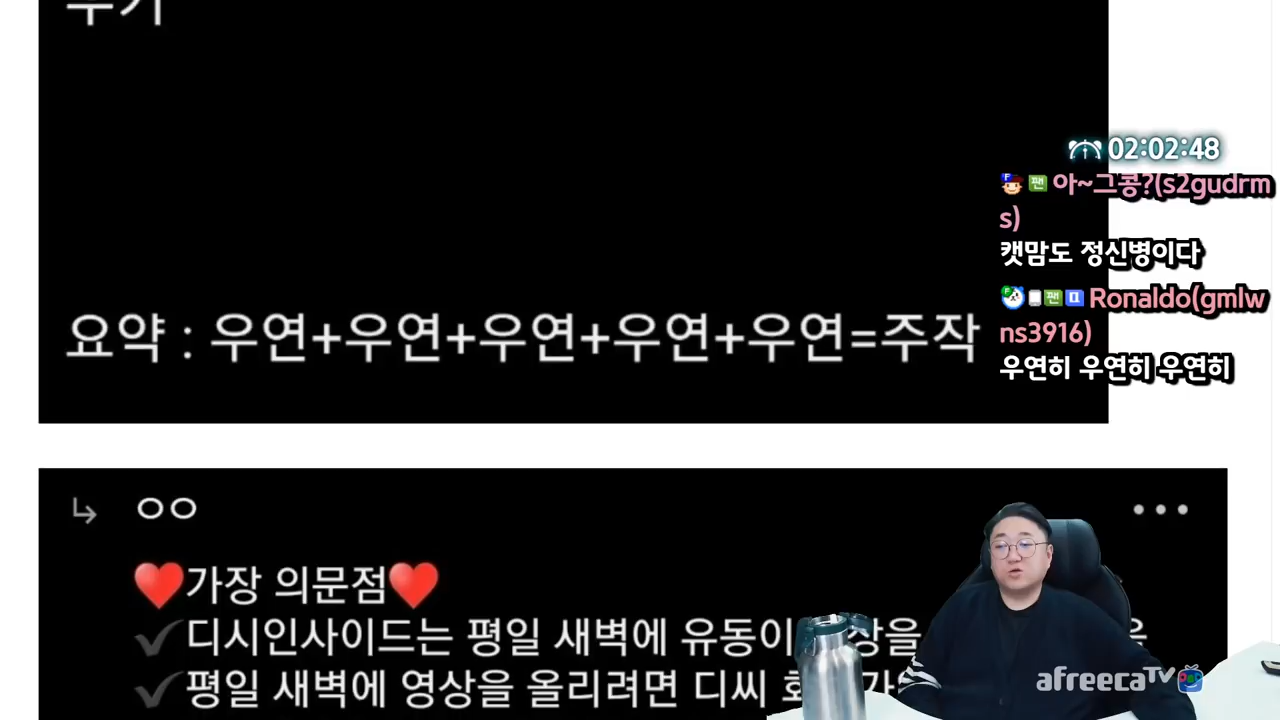 요약 : 우연+우연+우연+우연+우연=주작
ㅇㅇ
❤️가장 의문점❤️
✔디시인사이드는 평일 새벽에 유동이
✔평일 새벽에 영상을 올리려면 디씨
02:02:48
F 팬 아~그콩?(s2gudrm
s)
캣맘도 정신병이다
F 팬 Ronaldo(gmlw
ns3916)
우연히 우연히 우연히
afreecaTV